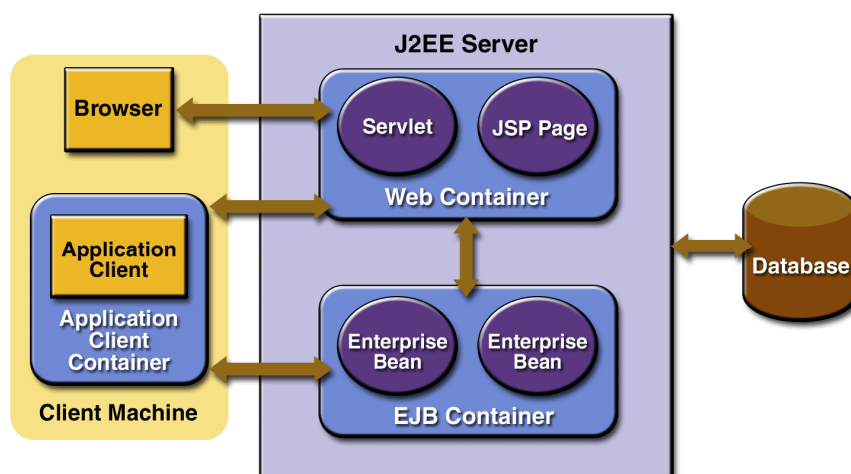 J2EE Server
Browser
Servlet
JSP Page
Web Container
Application
Client
Application
Client
Container
Client Machine
Enterprise
Bean
Enterprise
Bean
EJB Container
Database